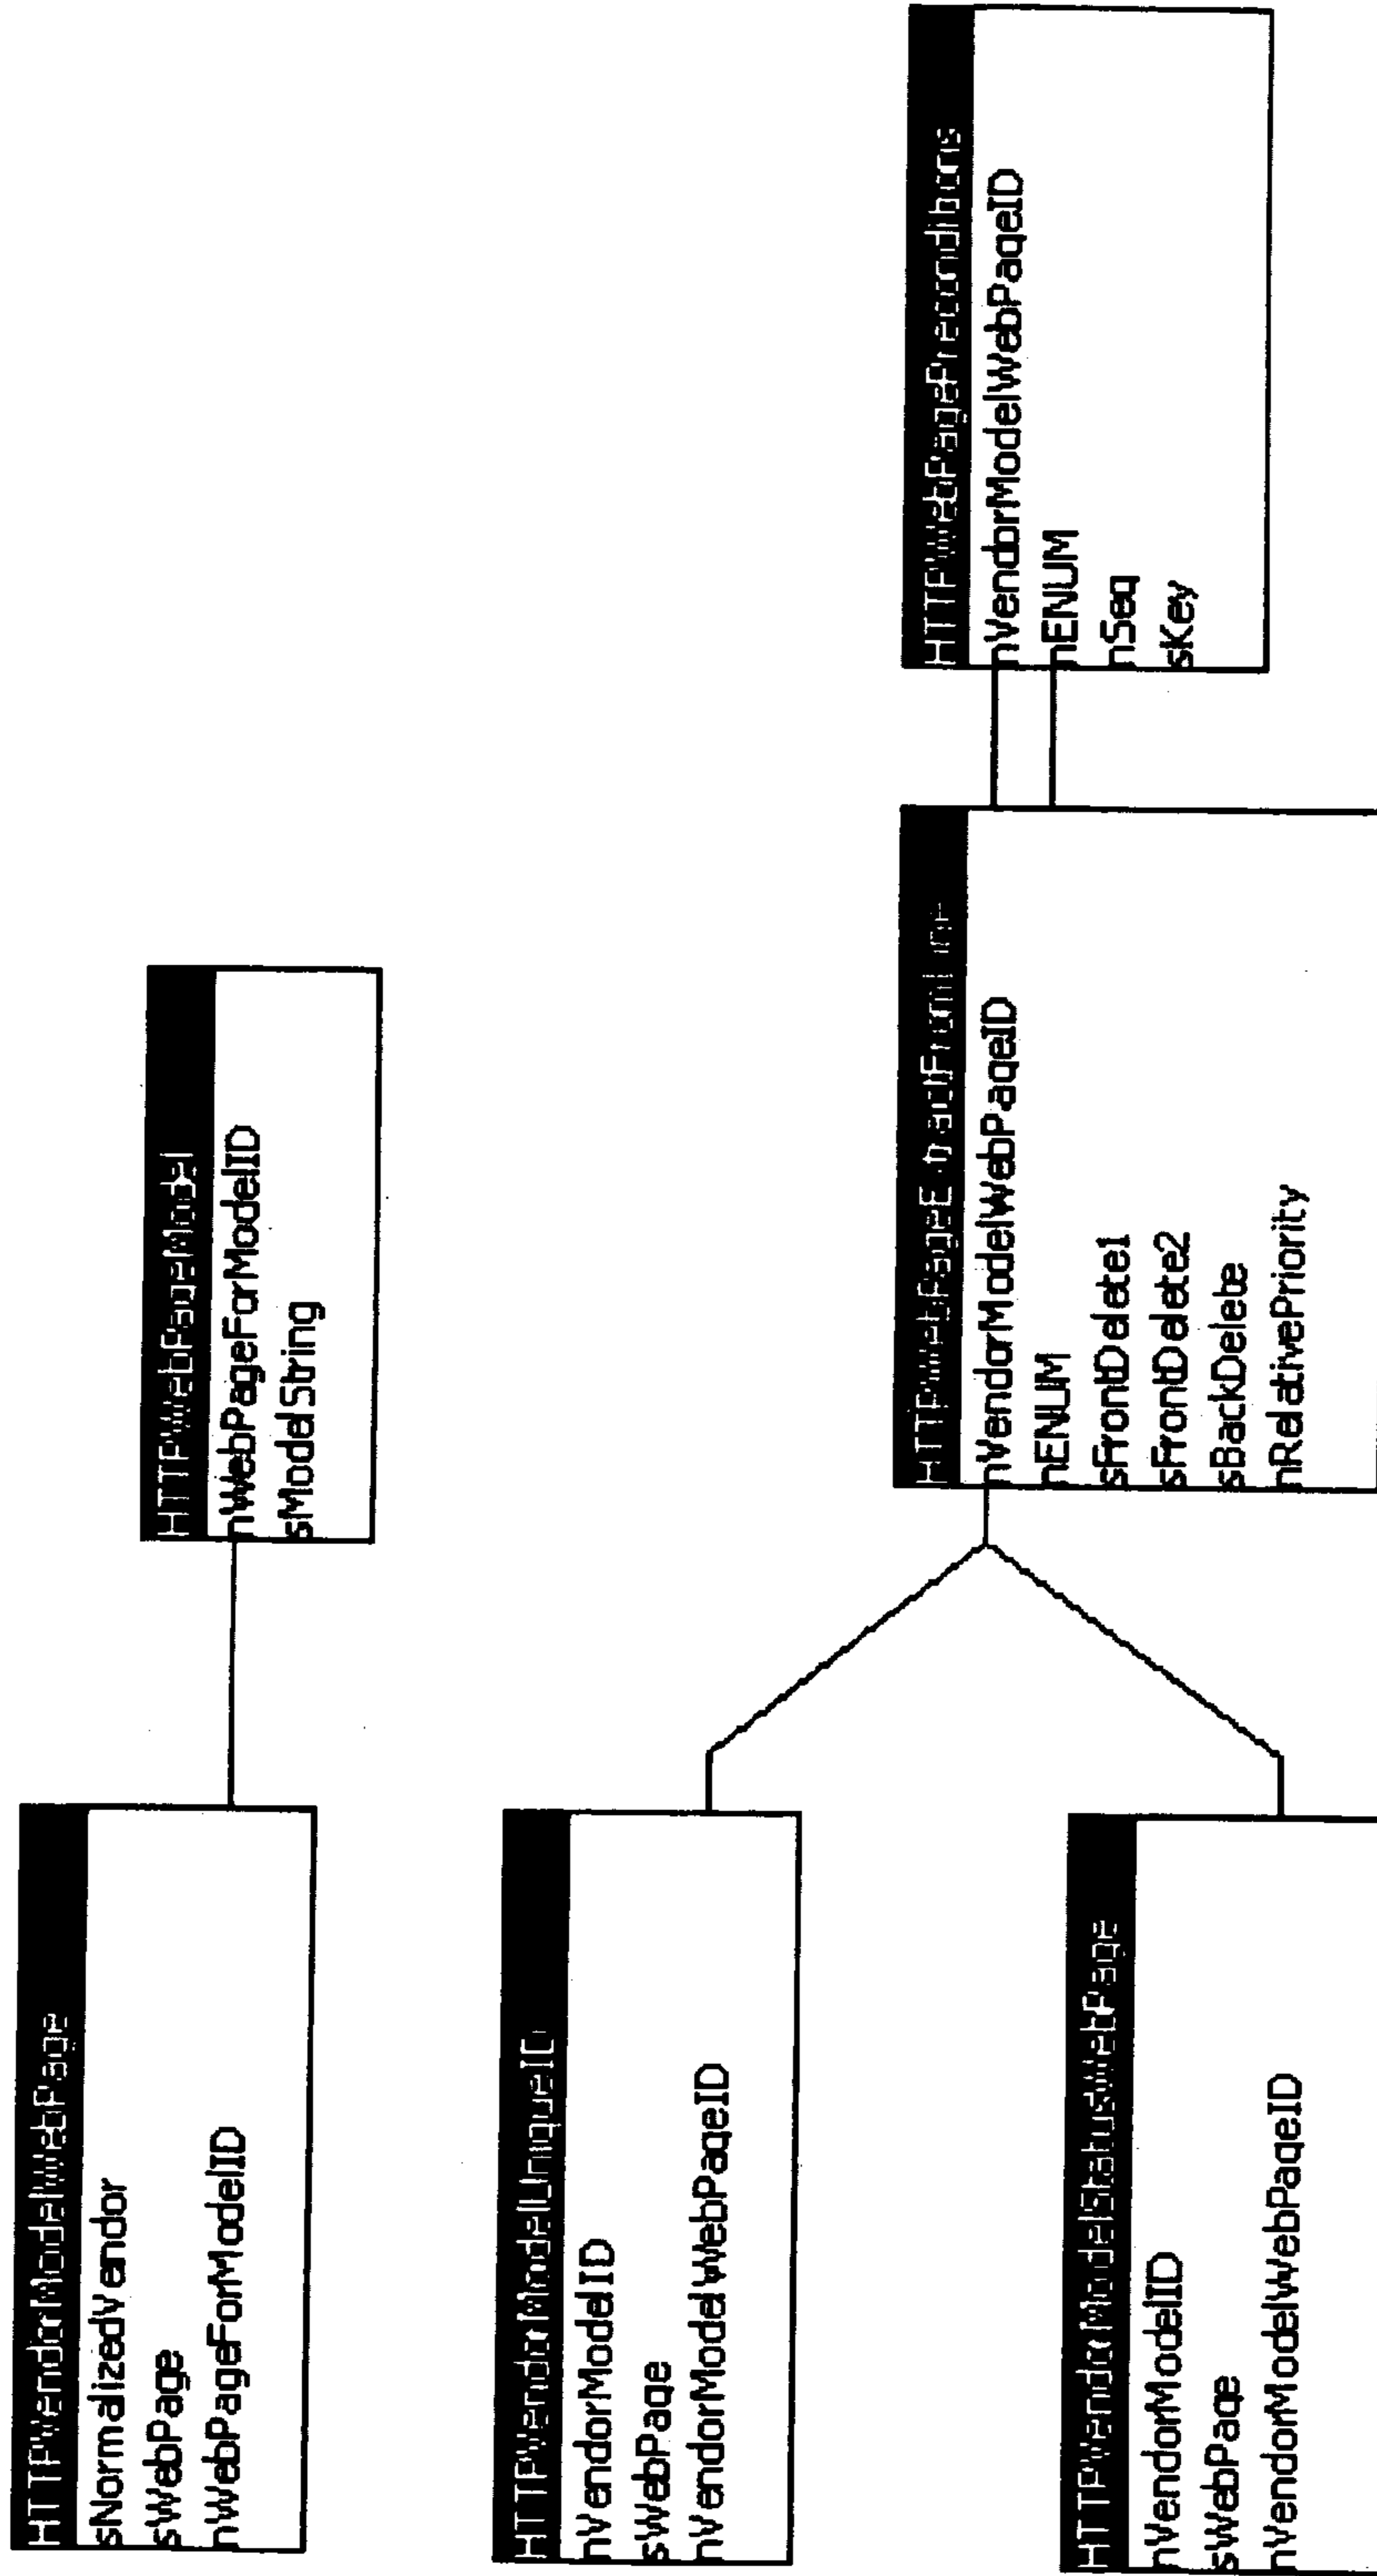 HTTPVendorModelWebPage
sNormalizedVendor
sWebPage
nWebPageForModelID
HTTPWebPageModel
nWebPageForModelID
sModelString
HTTPVendorModelUniqueID
nVendorModelID
sWebPage
nVendorModelWebPageID
HTTPVendorModelStatusWebPage
nVendorModelID
sWebPage
nVendorModelWebPageID
HTTPWebPageExtractFromLine
nVendorModelWebPageID
nENUM
sFrontDelete1
sFrontDelete2
sBackDelete
nRelativePriority
HTTPWebPagePreconditions
nVendorModelWebPageID
nENUM
nSeq
sKey